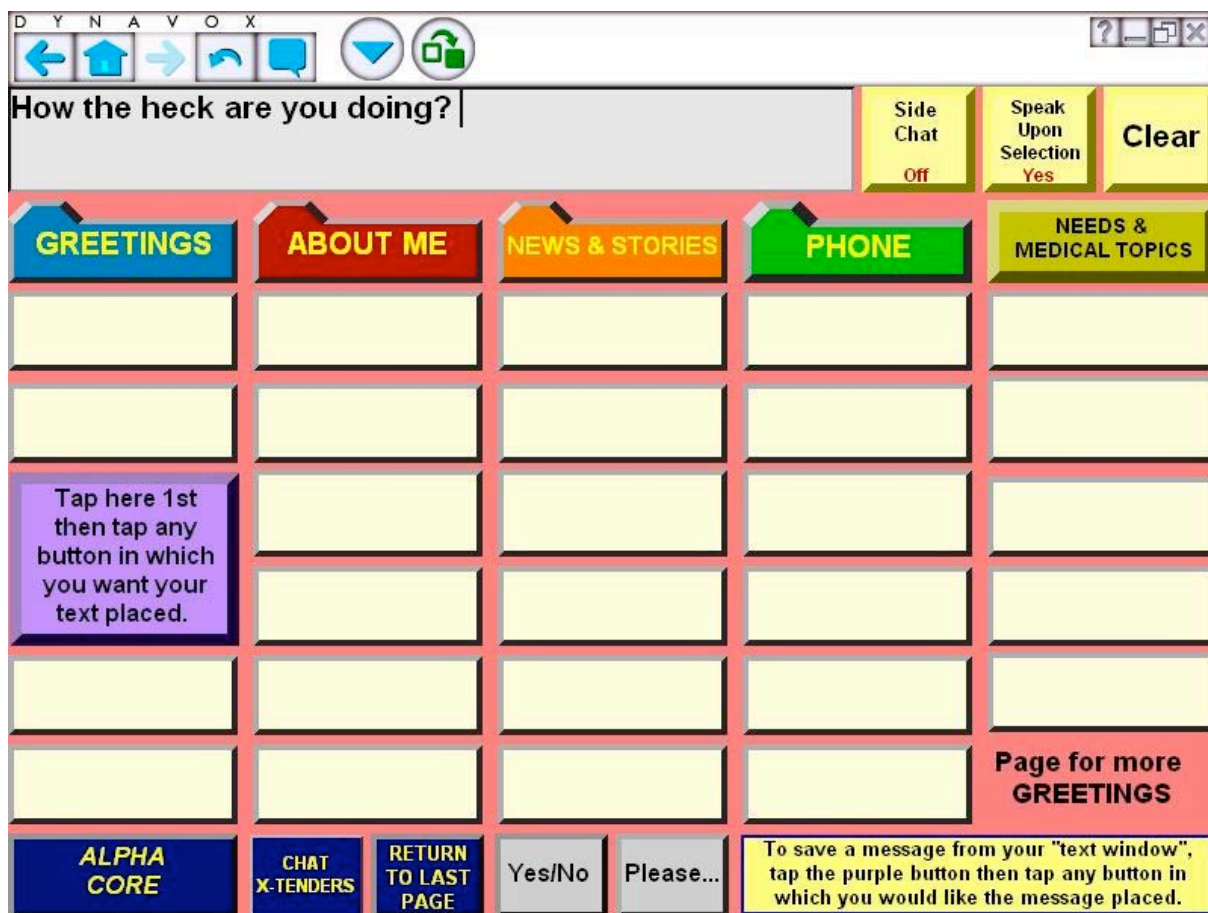 D Y N A V O X
?
How the heck are you doing?
Side
Chat
Off
Speak
Upon
Selection
Yes
Clear
GREETINGS
ABOUT ME
NEWS & STORIES
PHONE
NEEDS &
MEDICAL TOPICS
Tap here 1st
then tap any
button in which
you want your
text placed.
Page for more
GREETINGS
ALPHA
CORE
CHAT
X-TENDERS
RETURN
TO LAST
PAGE
Yes/No
Please...
To save a message from your "text window",
tap the purple button then tap any button in
which you would like the message placed.